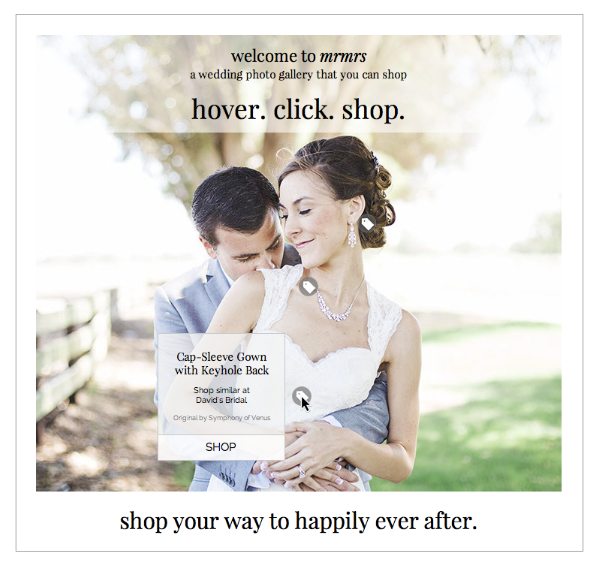 welcome to mrmrs
a wedding photo gallery that you can shop
hover. click. shop.
Cap-Sleeve Gown
with Keyhole Back
Shop similar at
David's Bridal
Original by Symphony of Venus
SHOP
shop your way to happily ever after.